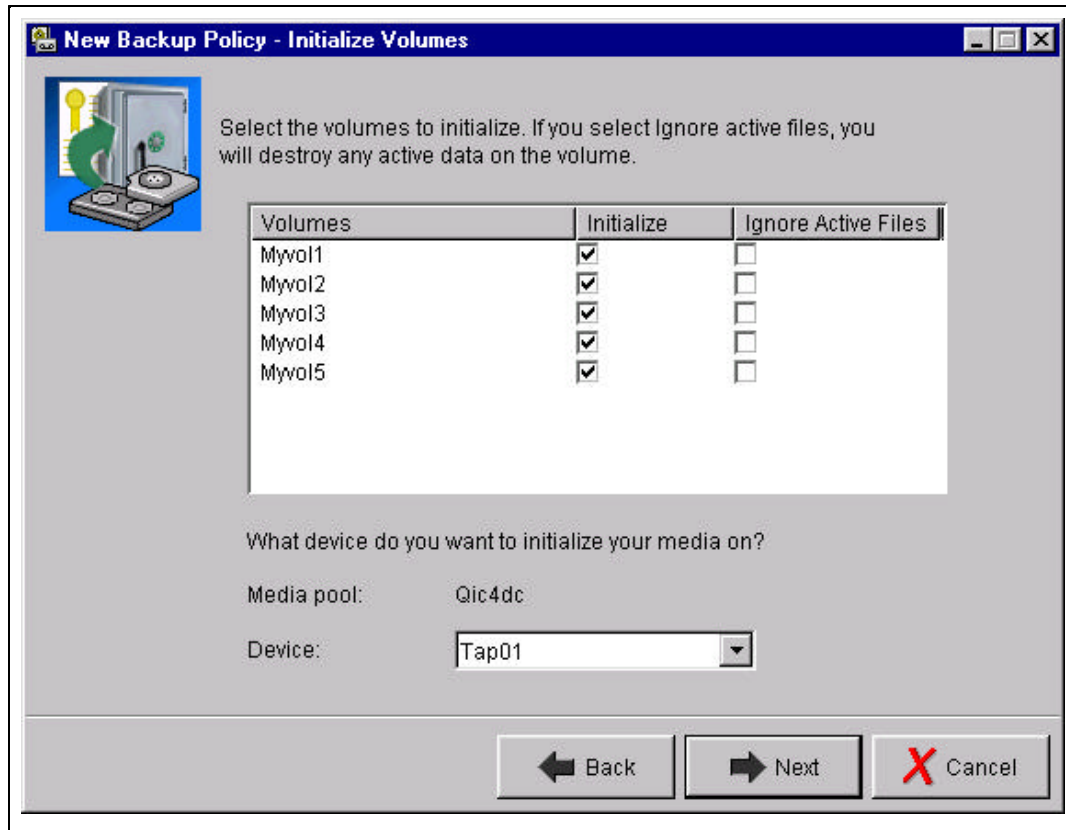 New Backup Policy - Initialize Volumes
Select the volumes to initialize. If you select Ignore active files, you
will destroy any active data on the volume.
Volumes Initialize Ignore Active Files
Myvol1
Myvol2
Myvol3
Myvol4
Myvol5
What device do you want to initialize your media on?
Media pool: Qic4dc
Device: Tap01
Back Next Cancel